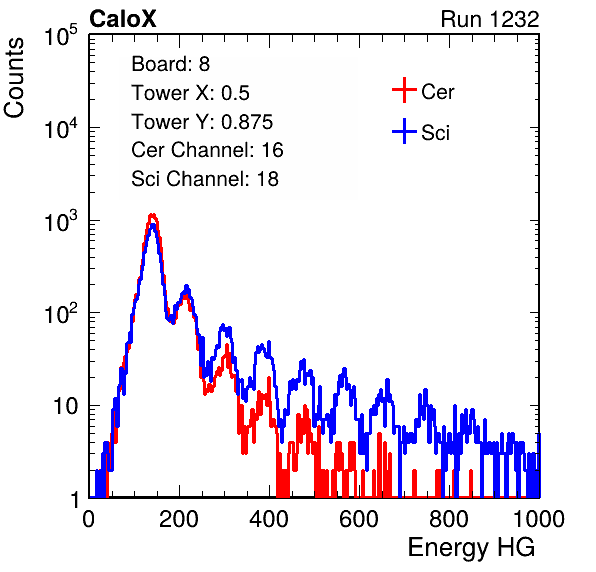 CaloX
Run 1232
Counts
Board: 8
Tower X: 0.5
Tower Y: 0.875
Cer Channel: 16
Sci Channel: 18
Cer
Sci
10^5
10^4
10^3
10^2
10
1
0 200 400 600 800 1000
Energy HG